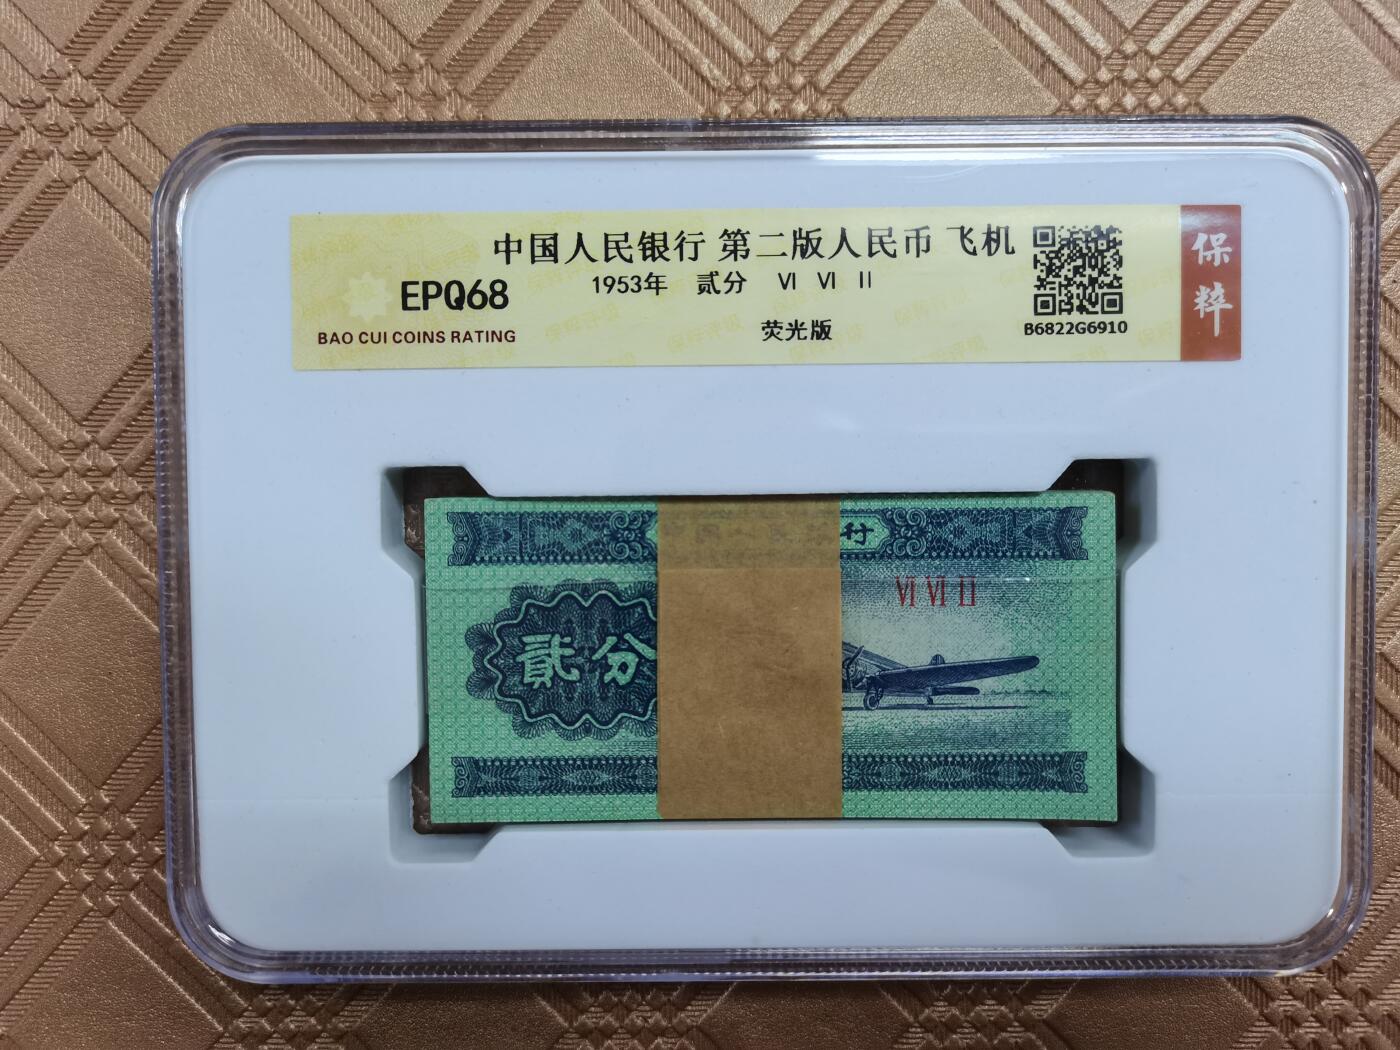 中国人民银行 第二版人民币 飞机
1953年 贰分 VI VI II
EPQ68
BAO CUI COINS RATING
荧光版
B6822G6910
保粹
行
VI VI II
贰分